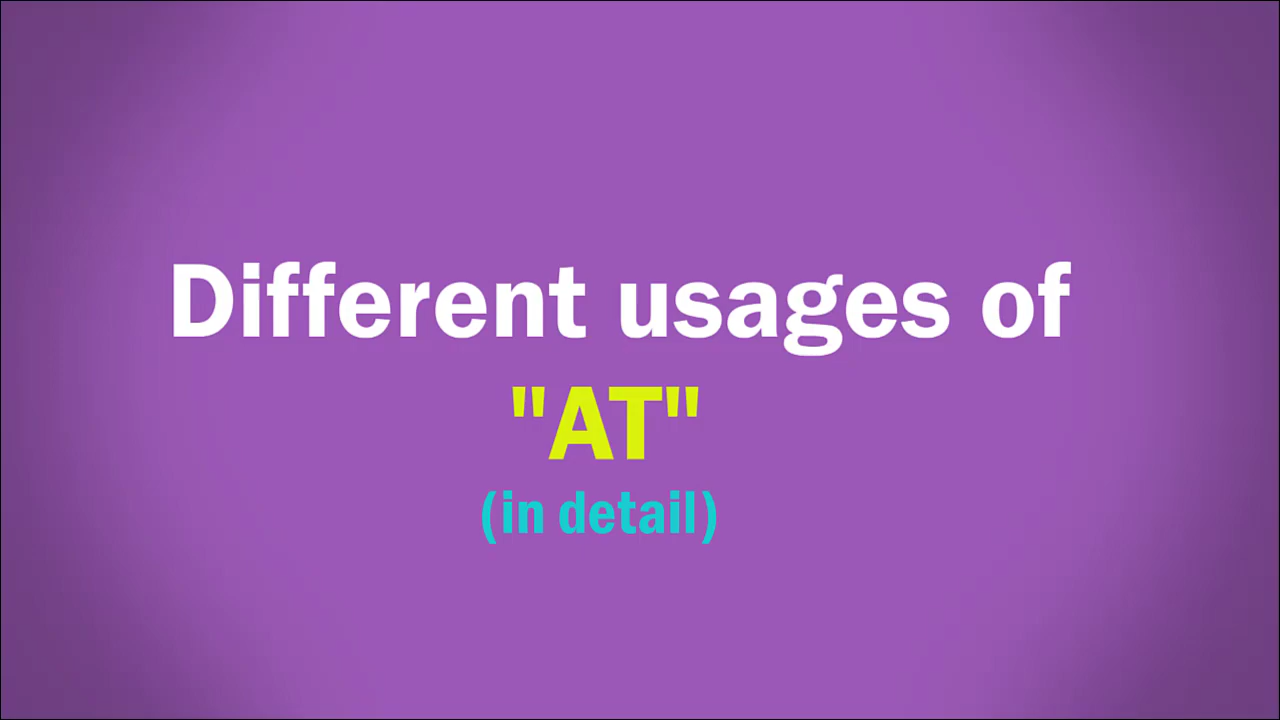 Different usages of
"AT"
(in detail)